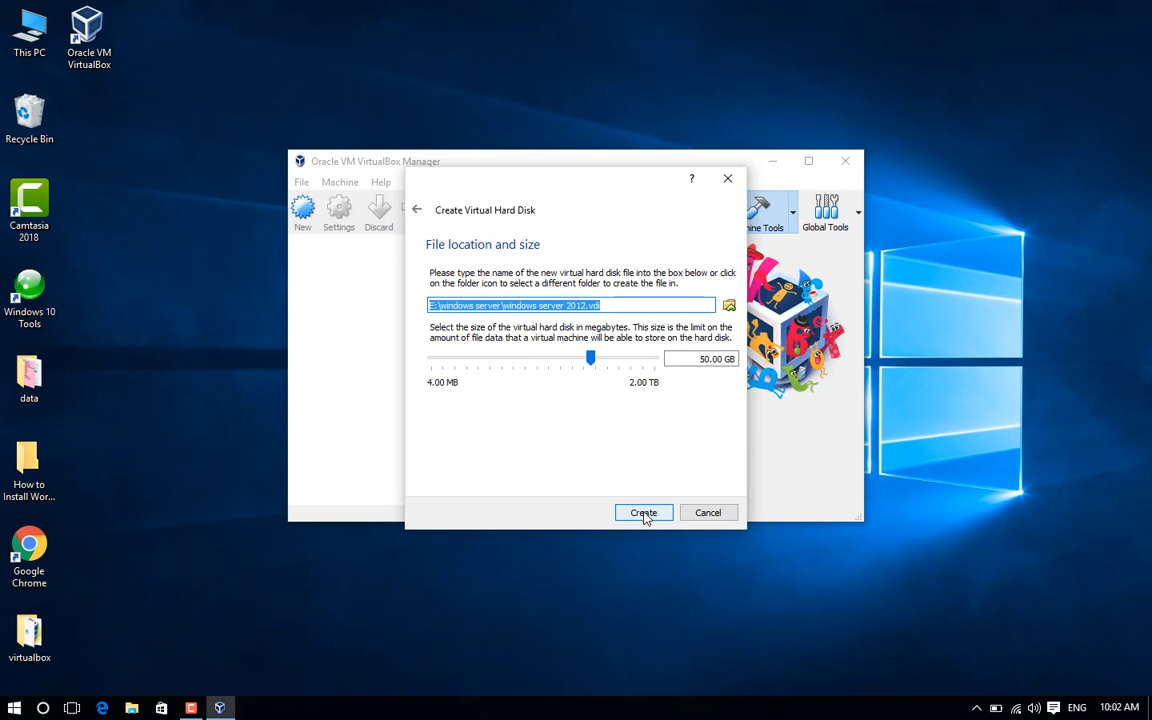 This PC
Oracle VM
VirtualBox
Recycle Bin
Camtasia
2018
Windows 10
Tools
data
How to
Install Wor...
Google
Chrome
virtualbox
Oracle VM VirtualBox Manager
File Machine Help
New Settings Discard
ine Tools Global Tools
?
Create Virtual Hard Disk
File location and size
Please type the name of the new virtual hard disk file into the box below or click
on the folder icon to select a different folder to create the file in.
E:\windows server\windows server 2012.vdi
Select the size of the virtual hard disk in megabytes. This size is the limit on the
amount of file data that a virtual machine will be able to store on the hard disk.
50.00 GB
4.00 MB 2.00 TB
Create Cancel
ENG 10:02 AM